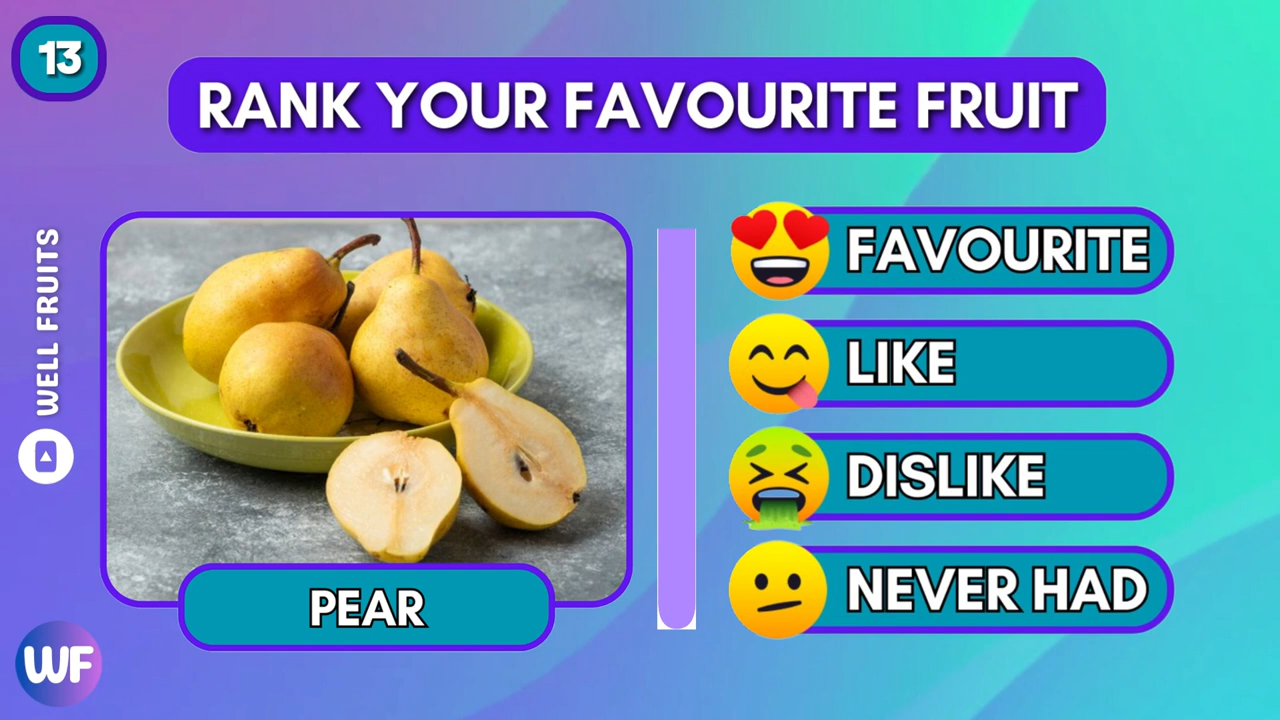 13
RANK YOUR FAVOURITE FRUIT
WELL FRUITS
FAVOURITE
LIKE
DISLIKE
NEVER HAD
PEAR
WF